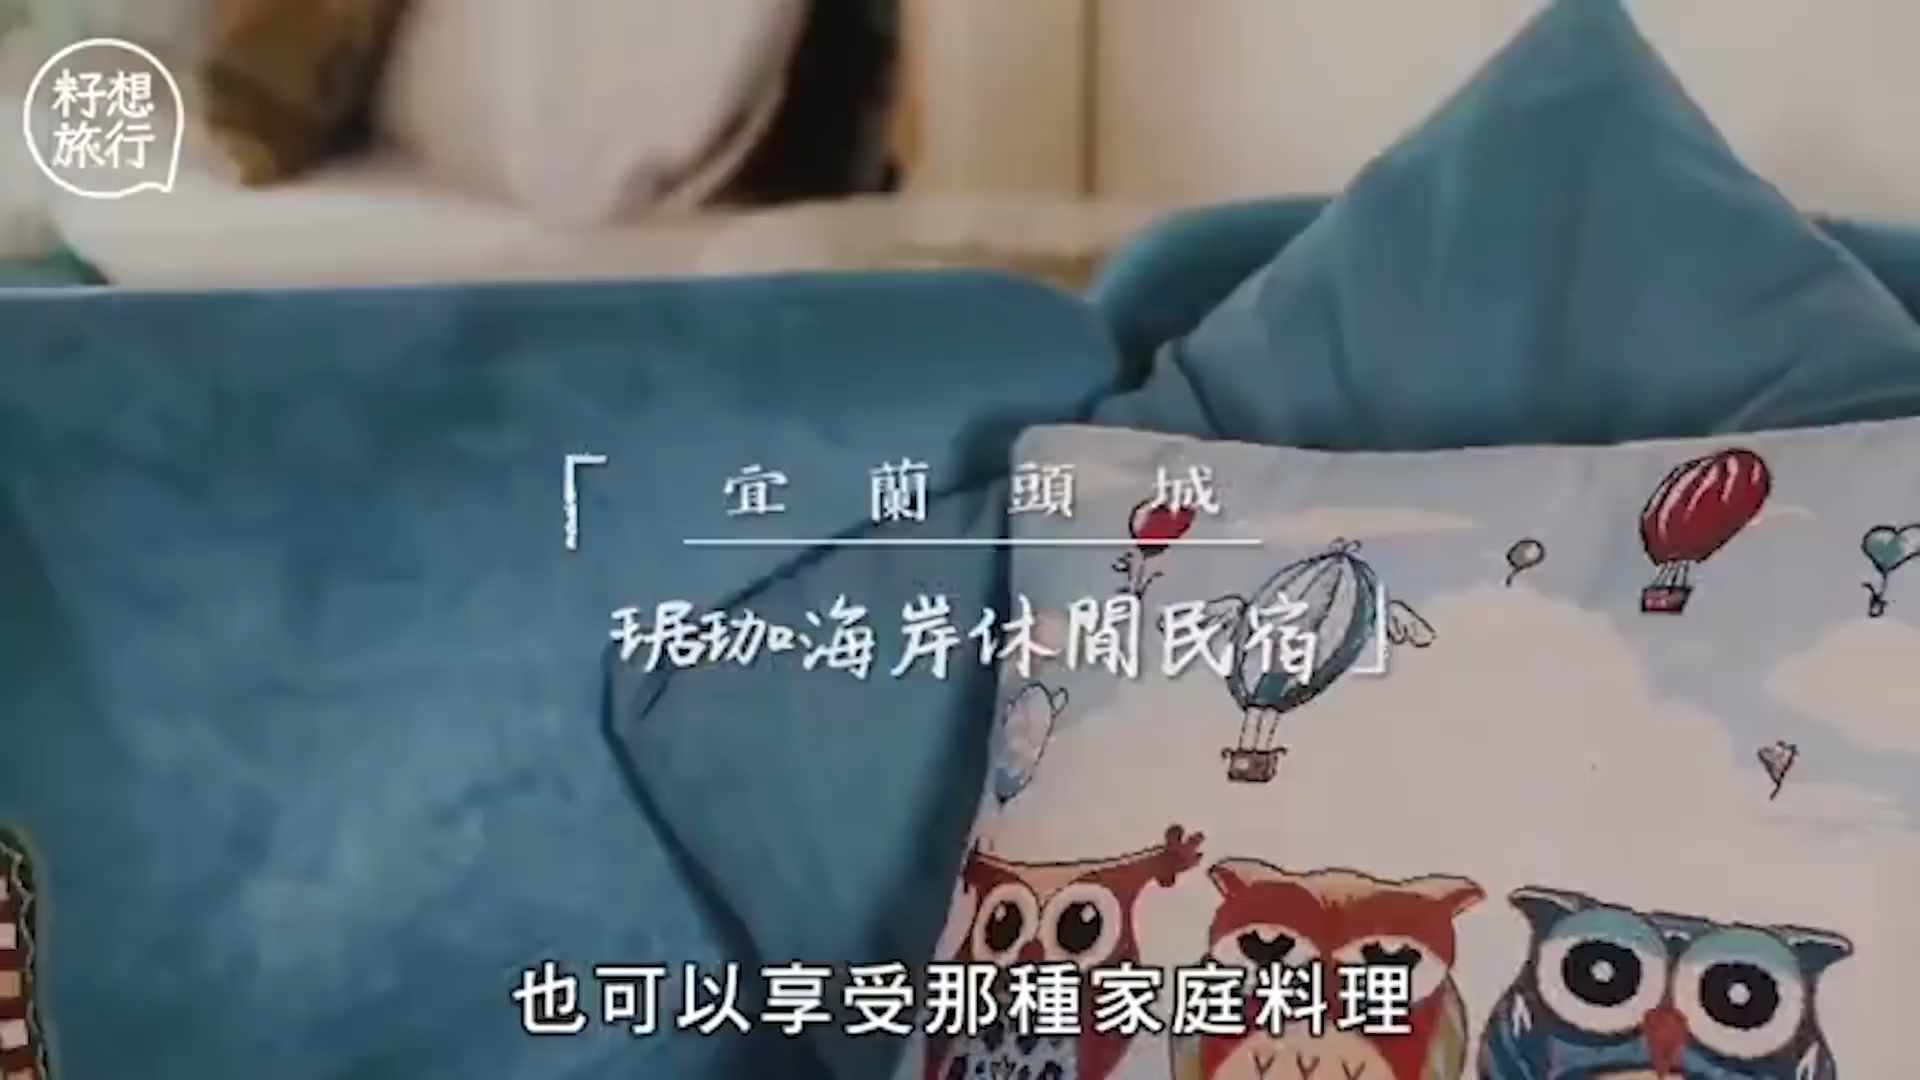 籽想
旅行
「宜蘭頭城
琚珈海岸休閒民宿」
也可以享受那種家庭料理